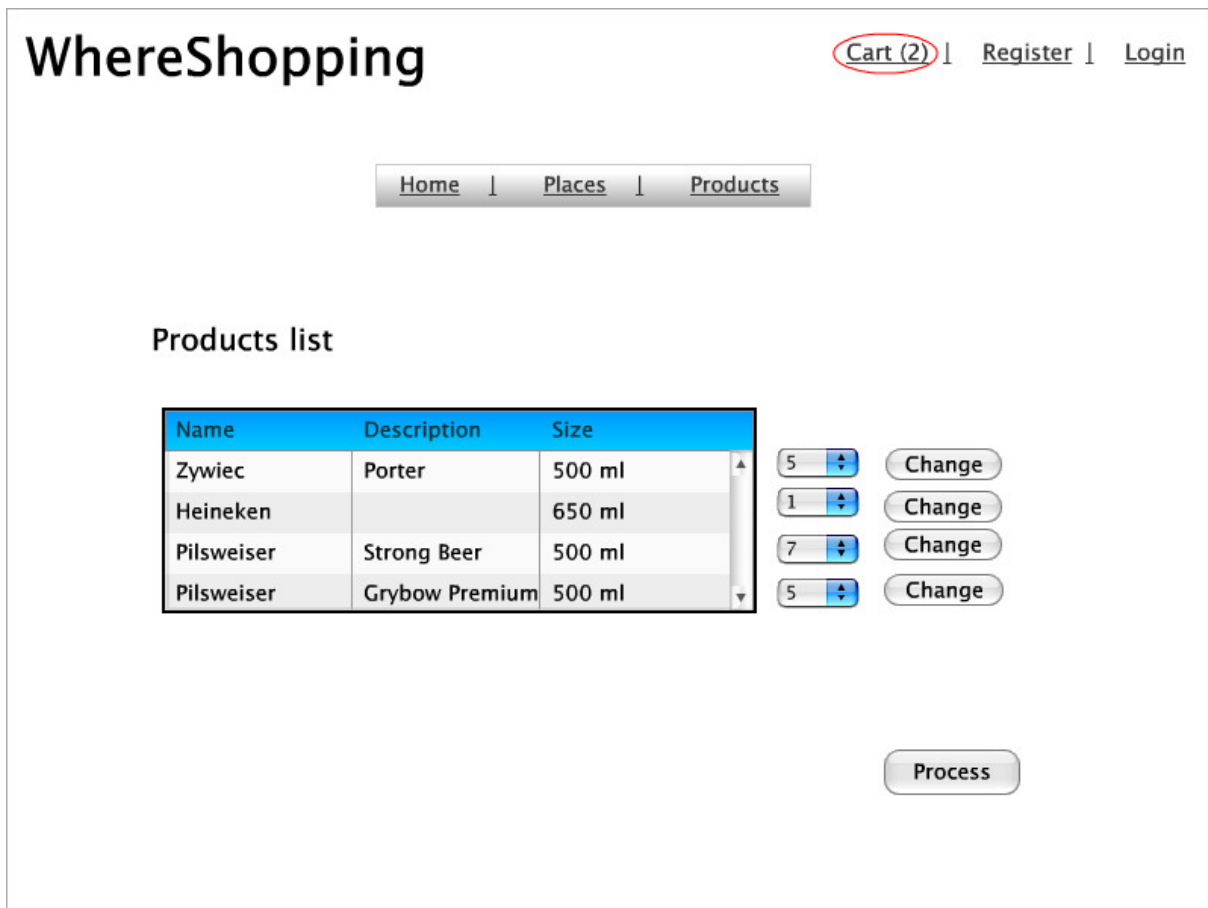 WhereShopping
Cart (2) | Register | Login
Home | Places | Products
Products list
Name Description Size
Zywiec Porter 500 ml 5 Change
Heineken 650 ml 1 Change
Pilsweiser Strong Beer 500 ml 7 Change
Pilsweiser Grybow Premium 500 ml 5 Change
Process